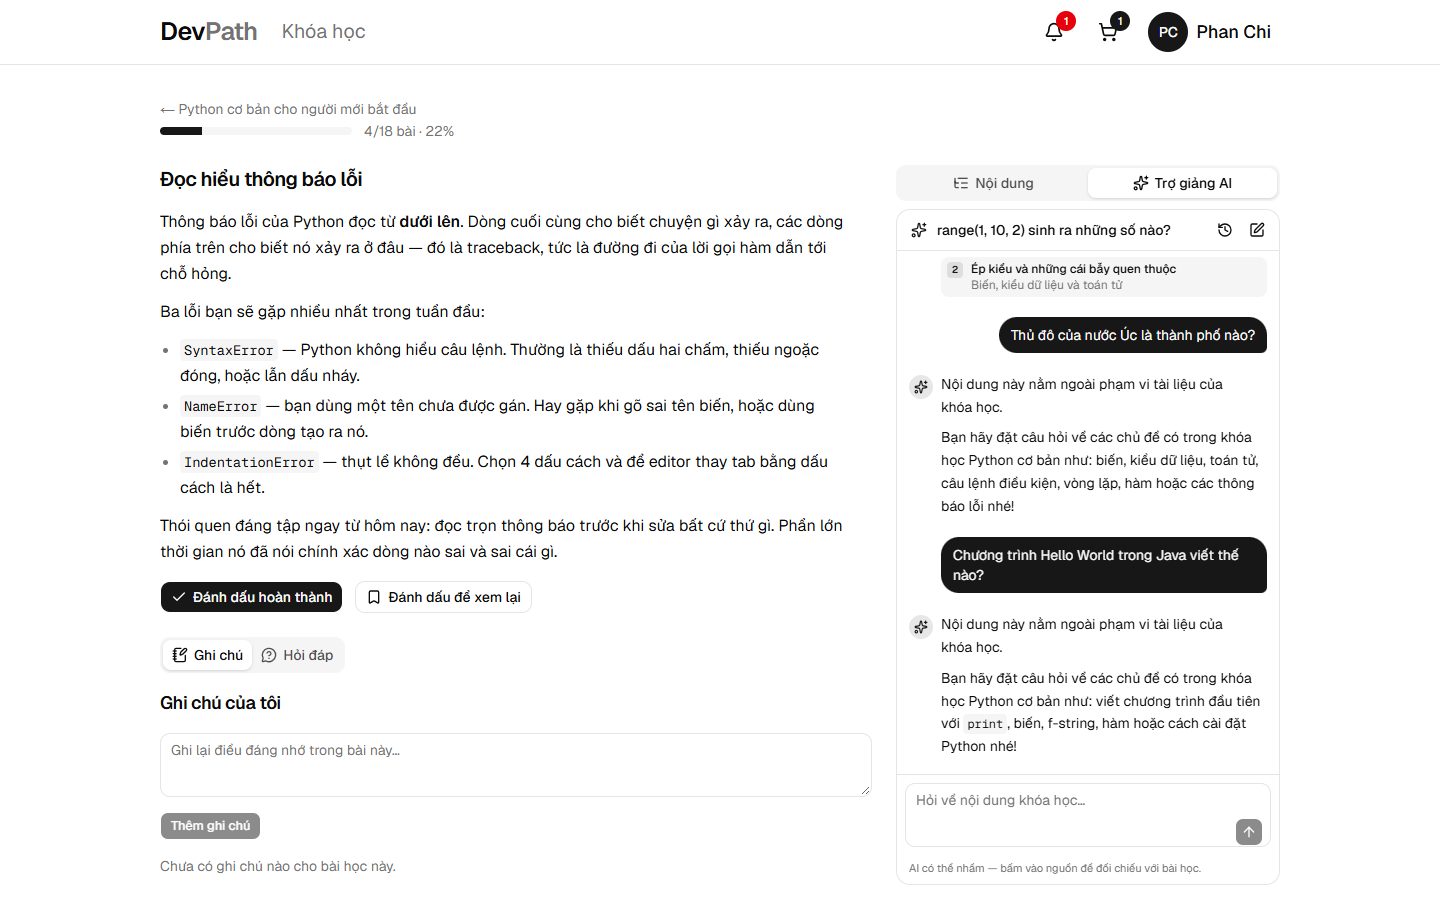 DevPath Khóa học
1
1
PC Phan Chi
← Python cơ bản cho người mới bắt đầu
4/18 bài · 22%
Đọc hiểu thông báo lỗi
Thông báo lỗi của Python đọc từ dưới lên. Dòng cuối cùng cho biết chuyện gì xảy ra, các dòng
phía trên cho biết nó xảy ra ở đâu — đó là traceback, tức là đường đi của lời gọi hàm dẫn tới
chỗ hỏng.
Ba lỗi bạn sẽ gặp nhiều nhất trong tuần đầu:
• SyntaxError — Python không hiểu câu lệnh. Thường là thiếu dấu hai chấm, thiếu ngoặc
đóng, hoặc lẫn dấu nháy.
• NameError — bạn dùng một tên chưa được gán. Hay gặp khi gõ sai tên biến, hoặc dùng
biến trước dòng tạo ra nó.
• IndentationError — thụt lề không đều. Chọn 4 dấu cách và để editor thay tab bằng dấu
cách là hết.
Thói quen đáng tập ngay từ hôm nay: đọc trọn thông báo trước khi sửa bất cứ thứ gì. Phần lớn
thời gian nó đã nói chính xác dòng nào sai và sai cái gì.
Đánh dấu hoàn thành
Đánh dấu để xem lại
Ghi chú
Hỏi đáp
Ghi chú của tôi
Ghi lại điều đáng nhớ trong bài này...
Thêm ghi chú
Chưa có ghi chú nào cho bài học này.
Nội dung
Trợ giảng AI
range(1, 10, 2) sinh ra những số nào?
2 Ép kiểu và những cái bẫy quen thuộc
Biến, kiểu dữ liệu và toán tử
Thủ đô của nước Úc là thành phố nào?
Nội dung này nằm ngoài phạm vi tài liệu của
khóa học.
Bạn hãy đặt câu hỏi về các chủ đề có trong khóa
học Python cơ bản như: biến, kiểu dữ liệu, toán tử,
câu lệnh điều kiện, vòng lặp, hàm hoặc các thông
báo lỗi nhé!
Chương trình Hello World trong Java viết thế
nào?
Nội dung này nằm ngoài phạm vi tài liệu của
khóa học.
Bạn hãy đặt câu hỏi về các chủ đề có trong khóa
học Python cơ bản như: viết chương trình đầu tiên
với print, biến, f-string, hàm hoặc cách cài đặt
Python nhé!
Hỏi về nội dung khóa học...
AI có thể nhầm — bấm vào nguồn để đối chiếu với bài học.